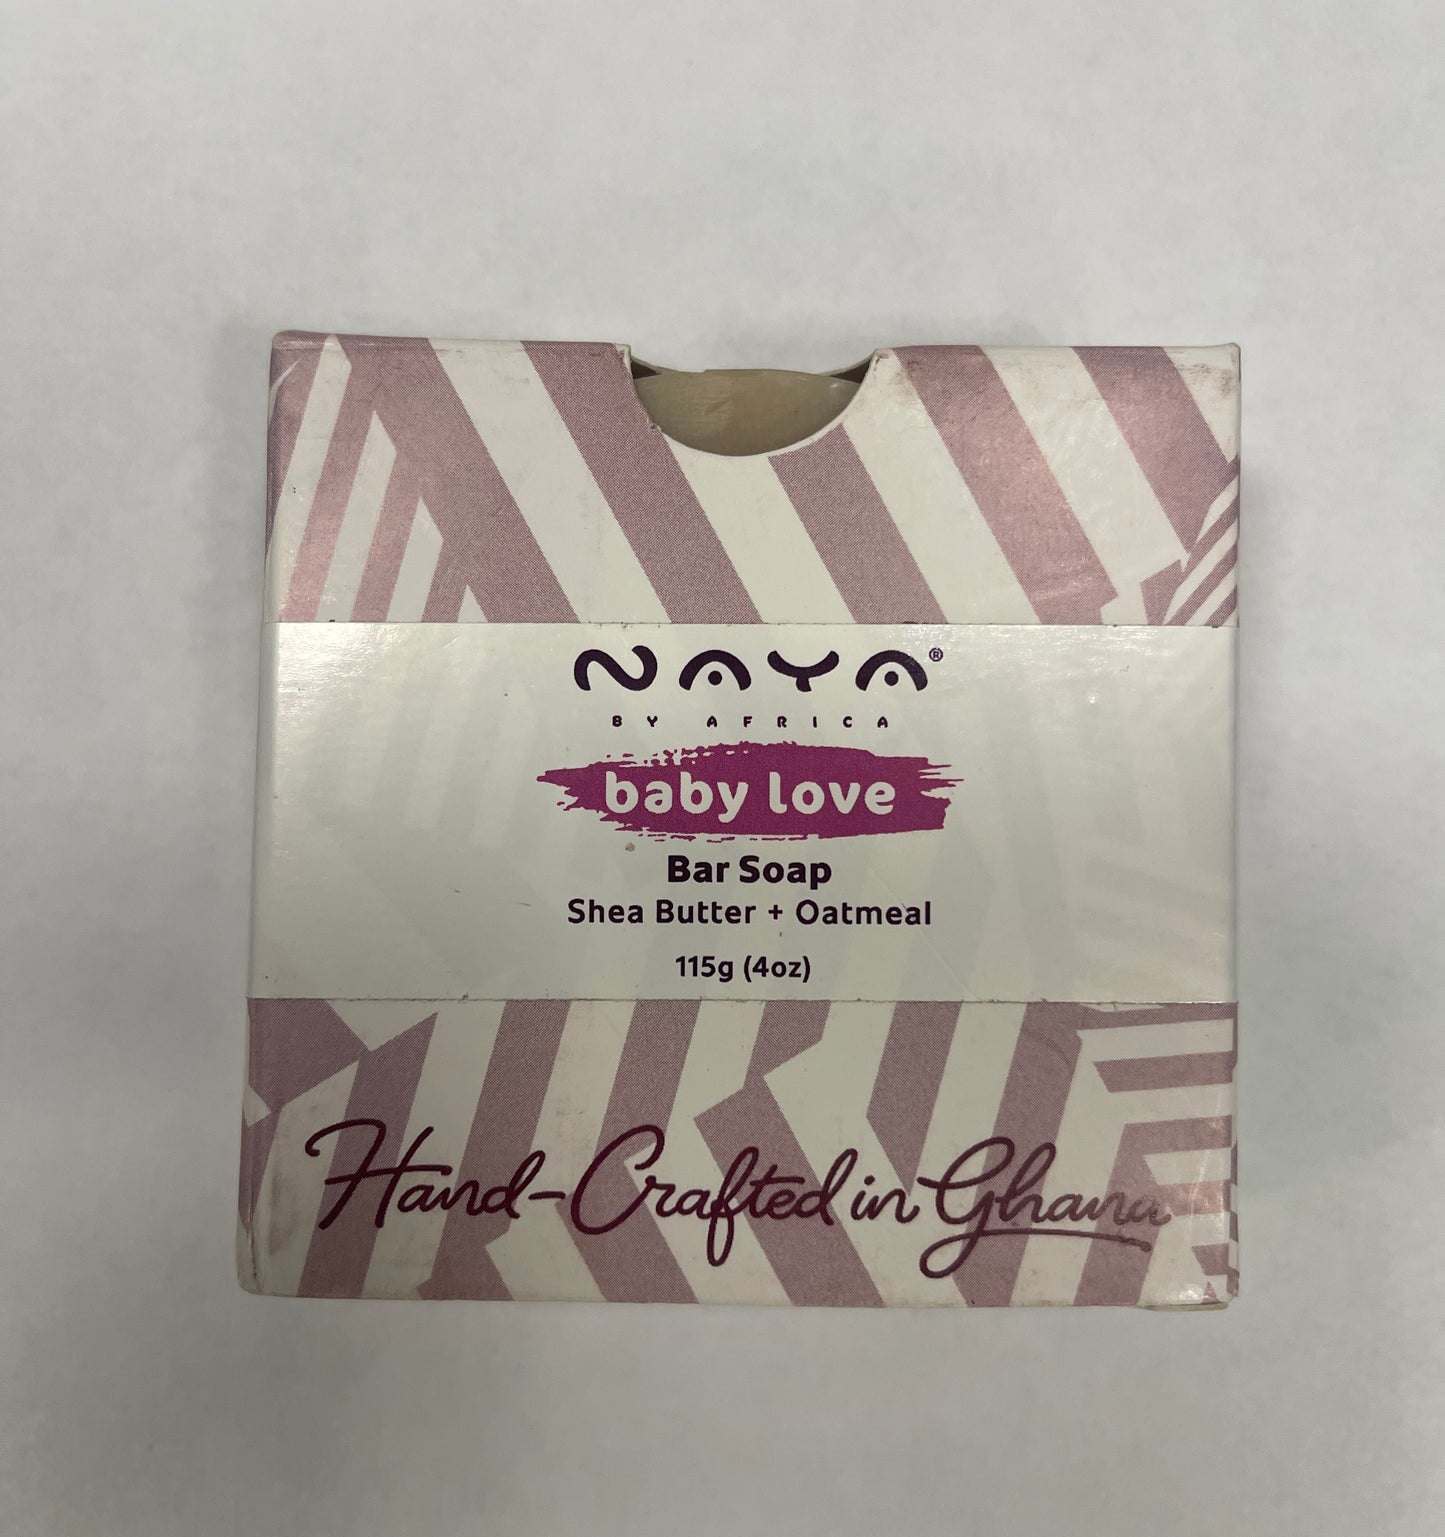 NAYA®
BY AFRICA
baby love
Bar Soap
Shea Butter + Oatmeal
115g (4oz)
Hand-Crafted in Ghana